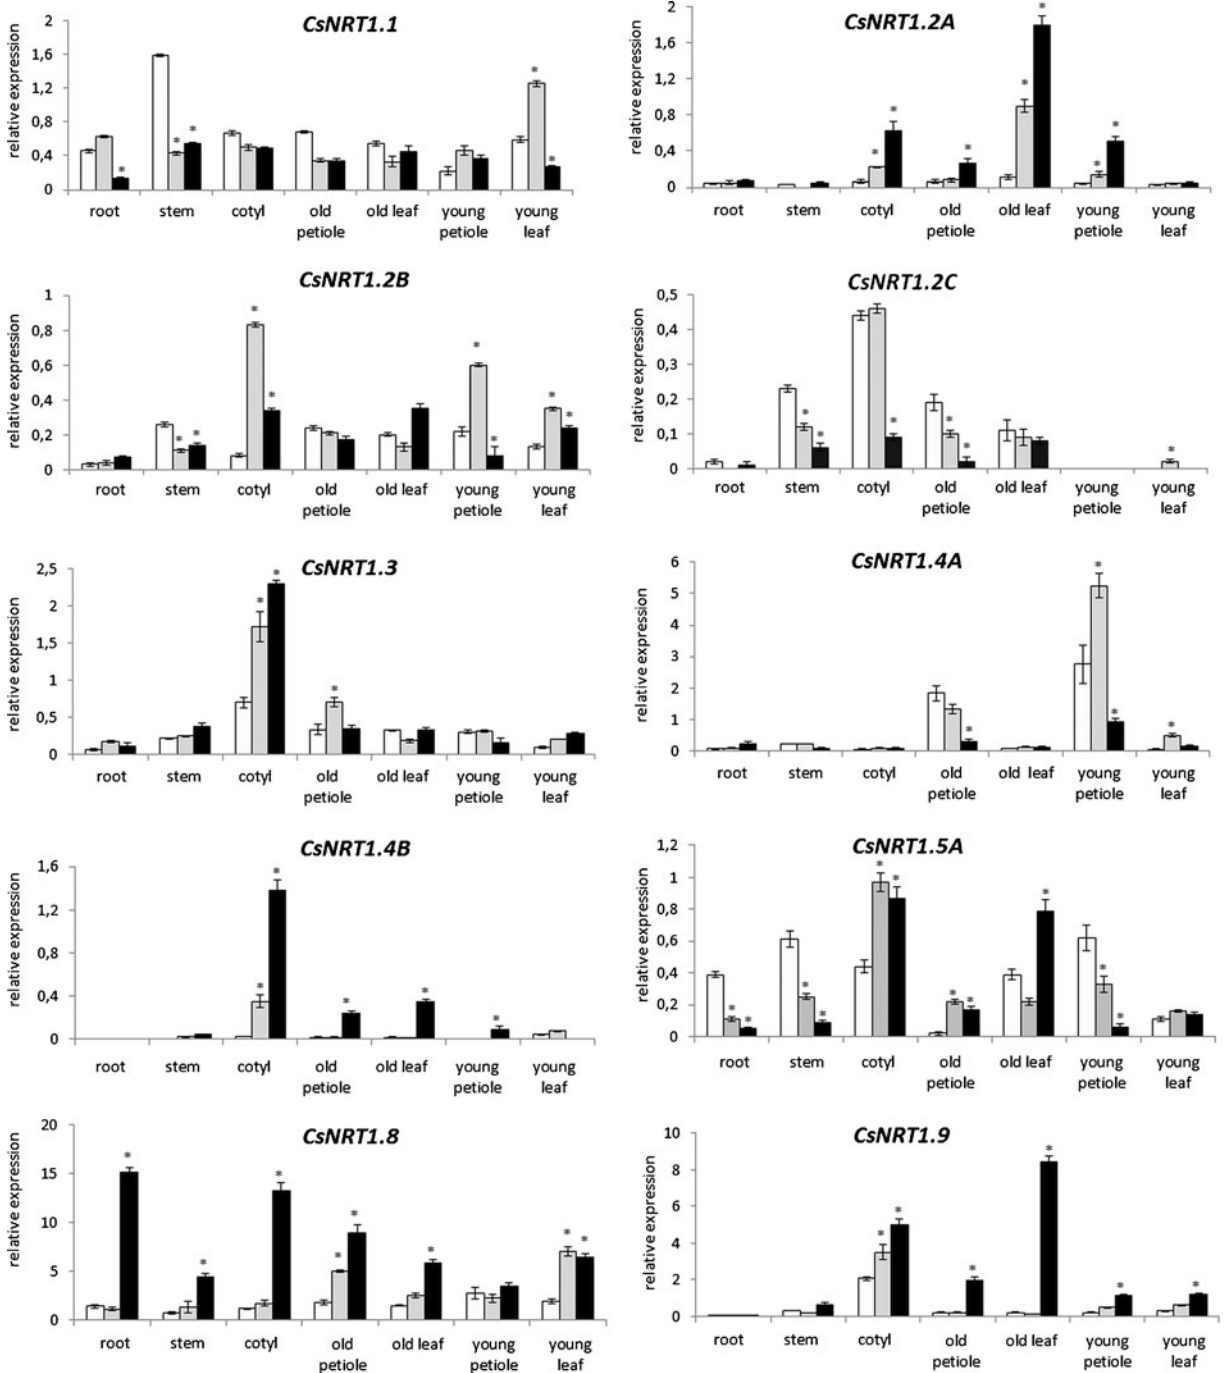 CsNRT1.1
relative expression
2
1,6
1,2
0,8
0,4
0
* * * * *
root stem cotyl old petiole old leaf young petiole young leaf
CsNRT1.2A
relative expression
2
1,6
1,2
0,8
0,4
0
* * * * * * *
root stem cotyl old petiole old leaf young petiole young leaf
CsNRT1.2B
relative expression
1
0,8
0,6
0,4
0,2
0
* * * * * * * *
root stem cotyl old petiole old leaf young petiole young leaf
CsNRT1.2C
relative expression
0,5
0,4
0,3
0,2
0,1
0
* * * * * *
root stem cotyl old petiole old leaf young petiole young leaf
CsNRT1.3
relative expression
2,5
2
1,5
1
0,5
0
* * *
root stem cotyl old petiole old leaf young petiole young leaf
CsNRT1.4A
relative expression
6
5
4
3
2
1
0
* * * *
root stem cotyl old petiole old leaf young petiole young leaf
CsNRT1.4B
relative expression
1,6
1,2
0,8
0,4
0
* * * * *
root stem cotyl old petiole old leaf young petiole young leaf
CsNRT1.5A
relative expression
1,2
1
0,8
0,6
0,4
0,2
0
* * * * * * * * * * *
root stem cotyl old petiole old leaf young petiole young leaf
CsNRT1.8
relative expression
20
15
10
5
0
* * * * * * * *
root stem cotyl old petiole old leaf young petiole young leaf
CsNRT1.9
relative expression
10
8
6
4
2
0
* * * * * *
root stem cotyl old petiole old leaf young petiole young leaf